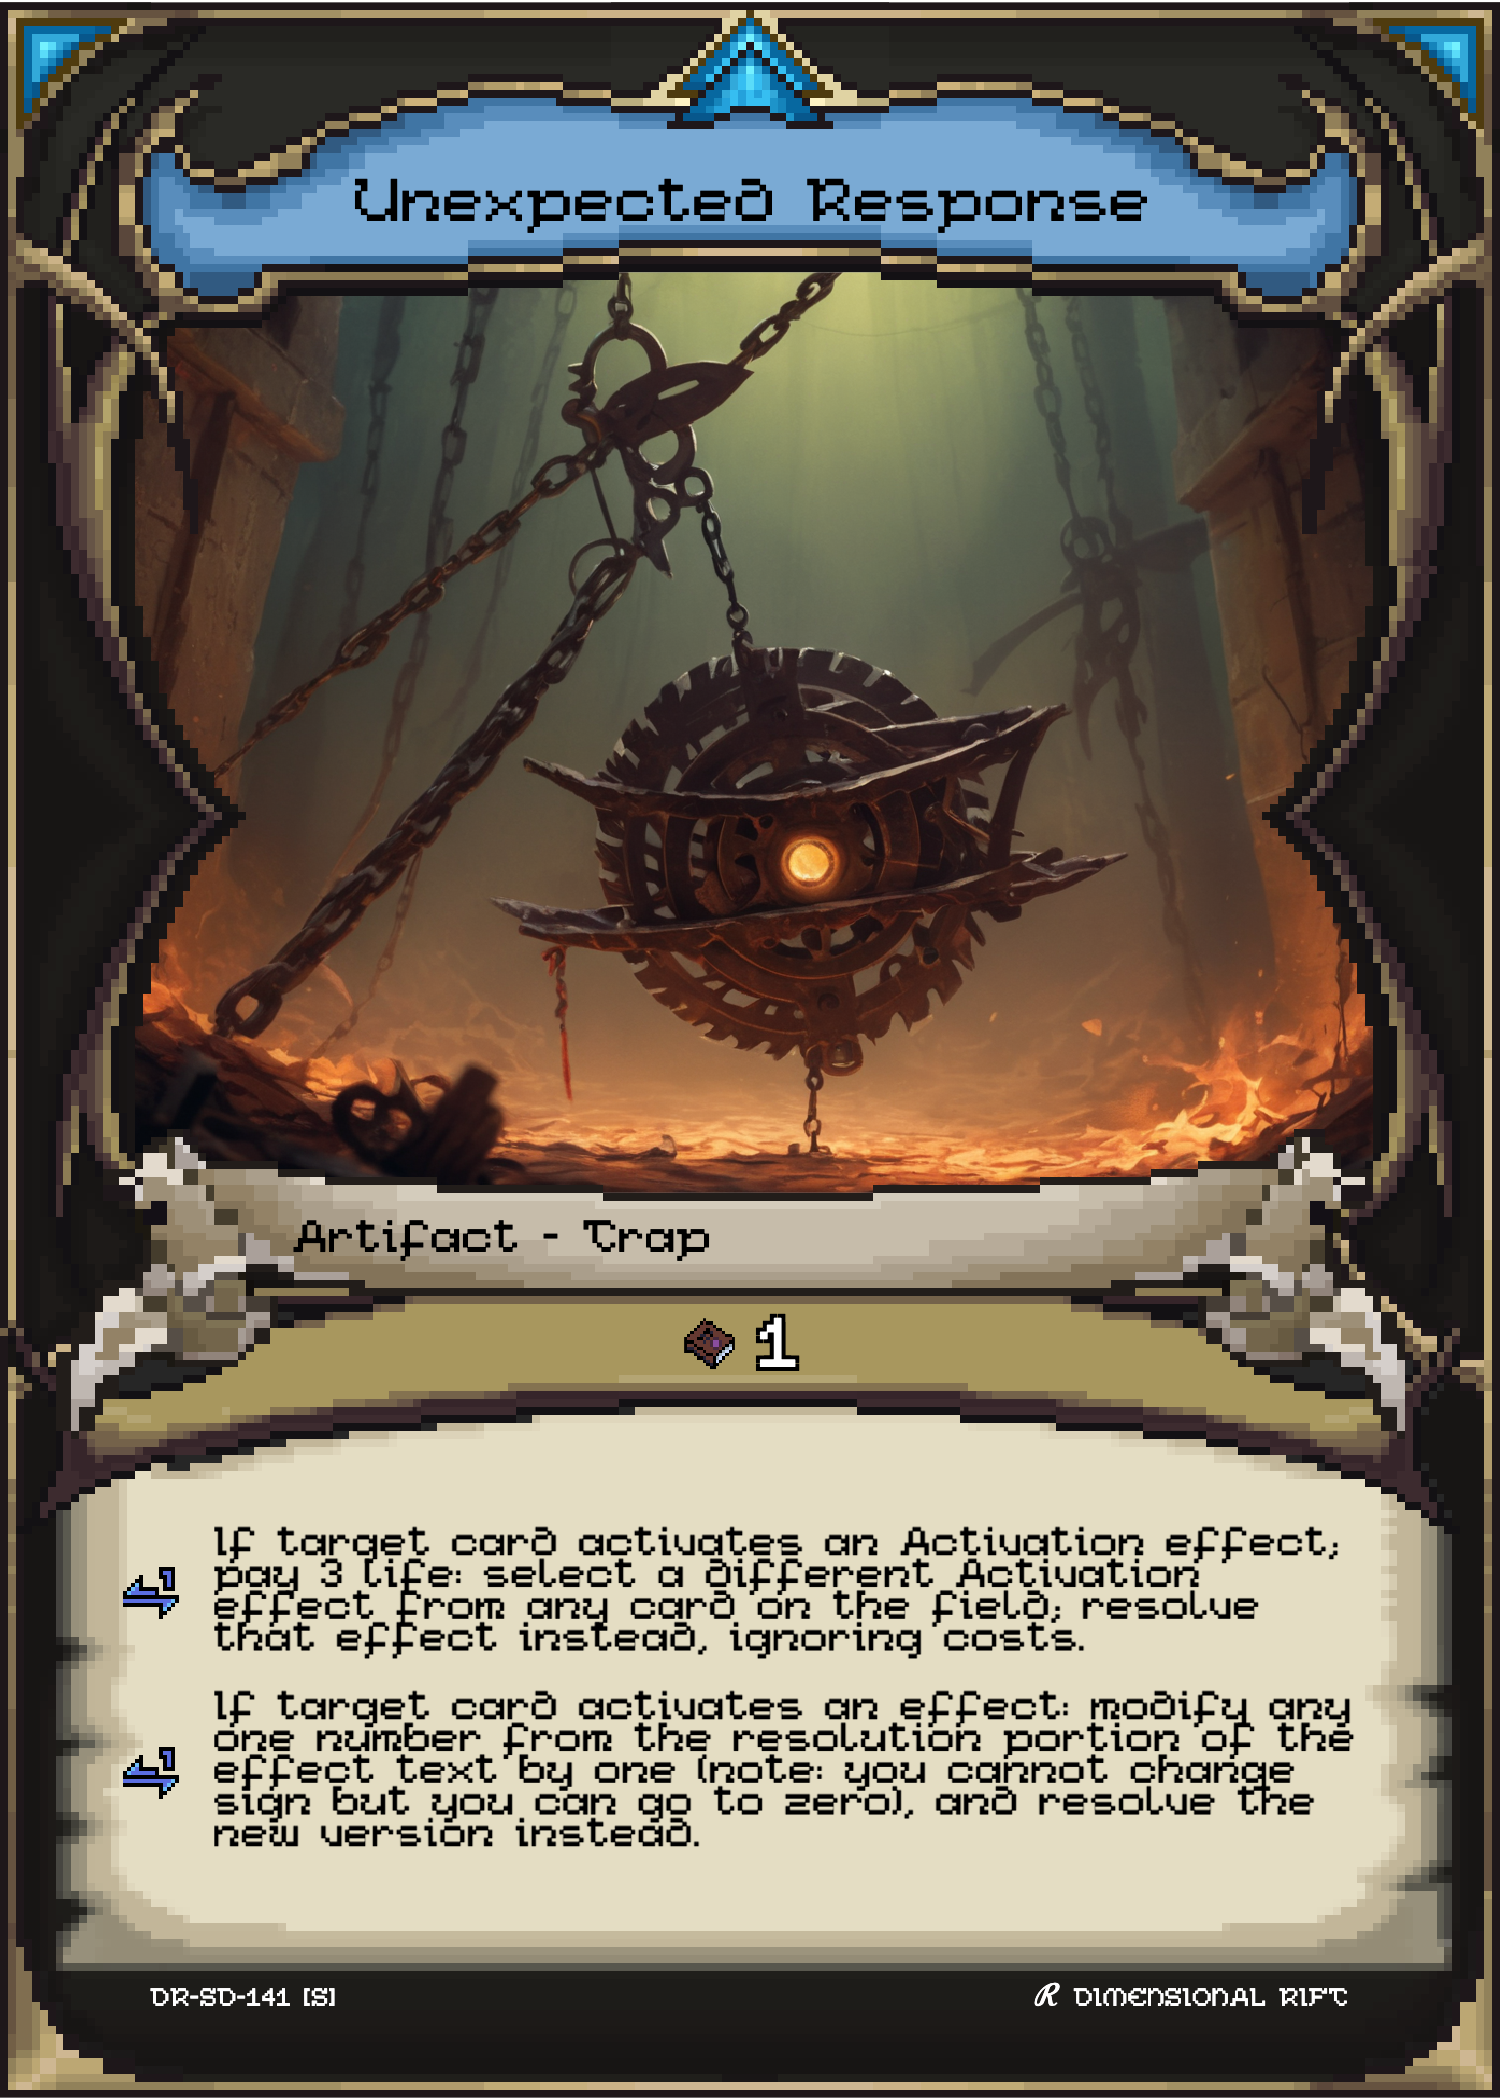 Unexpected Response
Artifact - Trap
1
If target card activates an Activation effect;
pay 3 life: select a different Activation
effect from any card on the field; resolve
that effect instead, ignoring costs.
If target card activates an effect: modify any
one number from the resolution portion of the
effect text by one (note: you cannot change
sign but you can go to zero), and resolve the
new version instead.
DR-SD-141 [S]
R DIMENSIONAL RIFT